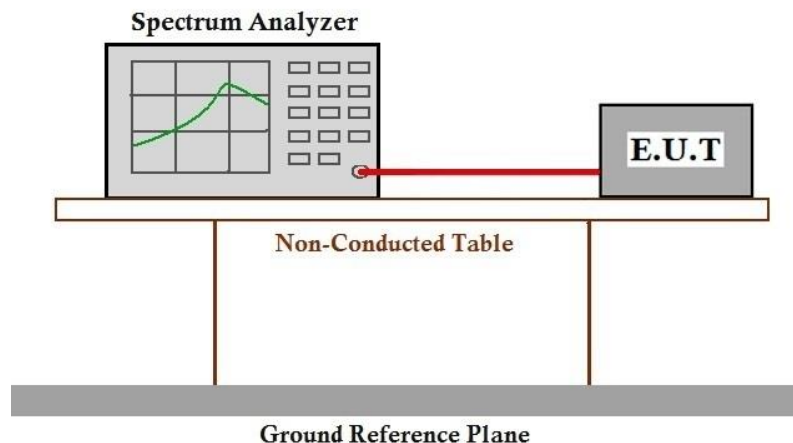 Spectrum Analyzer
E.U.T
Non-Conducted Table
Ground Reference Plane